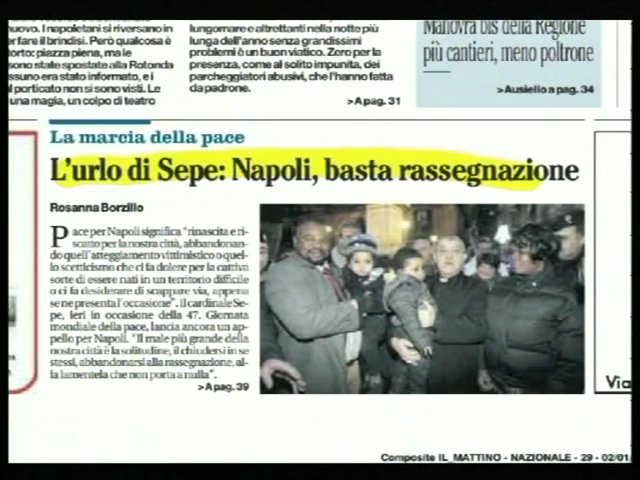 nuovo. I napoletani si riversano in
per fare il brindisi. Però qualcosa è
storto: piazza piena, ma le
sono state spostate alla Rotonda
essuno era stato informato, e i
porticato non si sono visti. Le
una magia, un colpo di teatro
lungomare e altrettanti nella notte più
lunga dell'anno senza grandissimi
problemi è un buon viatico. Zero per la
presenza, come al solito impunita, dei
parcheggiatori abusivi, che l'hanno fatta
da padrone.
>A pag. 31
Manovra bis della Regione
più cantieri, meno poltrone
>Ausiello a pag. 34
La marcia della pace
L'urlo di Sepe: Napoli, basta rassegnazione
Rosanna Borzillo
Pace per Napoli significa "rinascita e ri-
scatto per la nostra città, abbandonan-
do quell'atteggiamento vittimistico o quel-
lo scetticismo che ci fa dolere per la cattiva
sorte di essere nati in un territorio difficile
o ci fa desiderare di scappare via, appena
se ne presenta l'occasione". Il cardinale Se-
pe, ieri in occasione della 47. Giornata
mondiale della pace, lancia ancora un ap-
pello per Napoli. "Il male più grande della
nostra città è la solitudine, il chiudersi in se
stessi, abbandonarsi alla rassegnazione, al-
la lamentela che non porta a nulla".
>A pag. 39
Via
Composite IL_MATTINO - NAZIONALE - 29 - 02/01